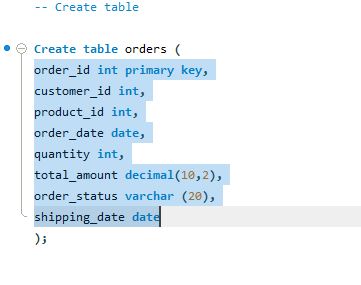 -- Create table
Create table orders (
order_id int primary key,
customer_id int,
product_id int,
order_date date,
quantity int,
total_amount decimal(10,2),
order_status varchar (20),
shipping_date date
);